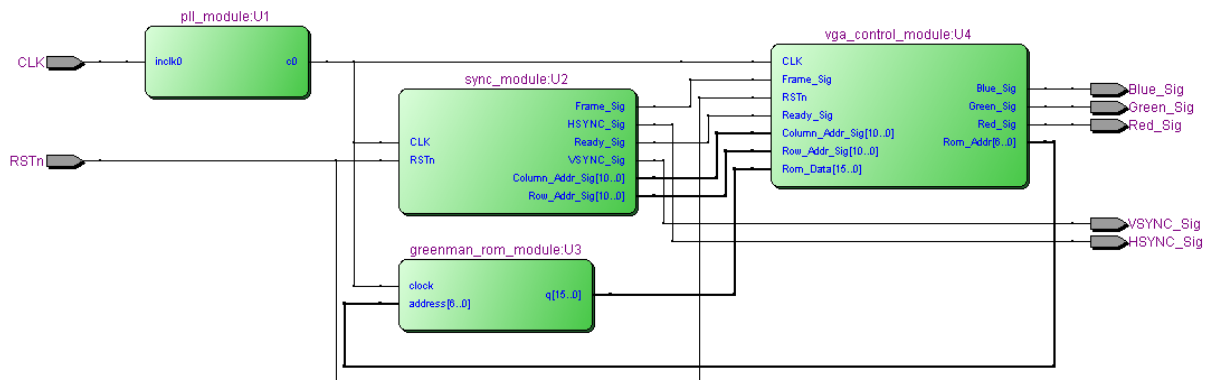 pll_module:U1
CLK
inclk0
c0
sync_module:U2
Frame_Sig
HSYNC_Sig
CLK
Ready_Sig
RSTn
RSTn
VSYNC_Sig
Column_Addr_Sig[10..0]
Row_Addr_Sig[10..0]
greenman_rom_module:U3
clock
address[6..0]
q[15..0]
vga_control_module:U4
CLK
Frame_Sig
RSTn
Ready_Sig
Column_Addr_Sig[10..0]
Row_Addr_Sig[10..0]
Rom_Data[15..0]
Blue_Sig
Green_Sig
Red_Sig
Rom_Addr[6..0]
Blue_Sig
Green_Sig
Red_Sig
VSYNC_Sig
HSYNC_Sig